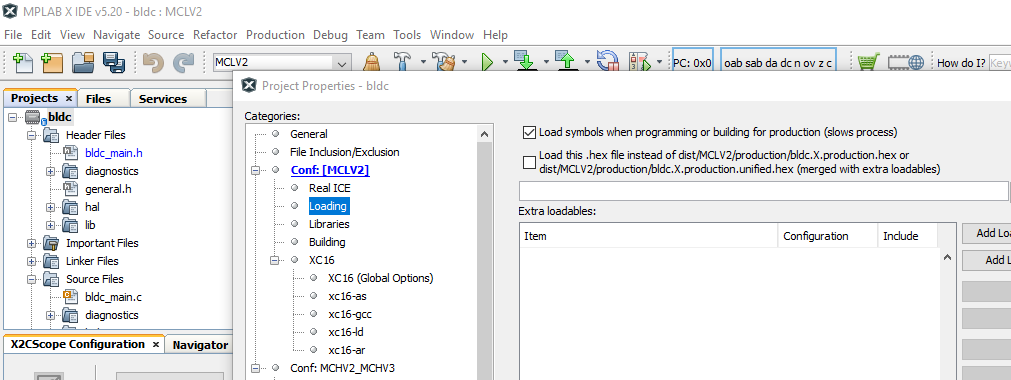 MPLAB X IDE v5.20 - bldc : MCLV2
File Edit View Navigate Source Refactor Production Debug Team Tools Window Help
MCLV2
PC: 0x0
oab sab da dc n ov z c
How do I?
Projects
Files
Services
bldc
Header Files
bldc_main.h
diagnostics
general.h
hal
lib
Important Files
Linker Files
Source Files
bldc_main.c
diagnostics
X2CScope Configuration
Navigator
Project Properties - bldc
Categories:
General
File Inclusion/Exclusion
Conf: [MCLV2]
Real ICE
Loading
Libraries
Building
XC16
XC16 (Global Options)
xc16-as
xc16-gcc
xc16-ld
xc16-ar
Conf: MCHV2_MCHV3
Load symbols when programming or building for production (slows process)
Load this .hex file instead of dist/MCLV2/production/bldc.X.production.hex or
dist/MCLV2/production/bldc.X.production.unified.hex (merged with extra loadables)
Extra loadables:
Item Configuration Include
Add Loa
Add L